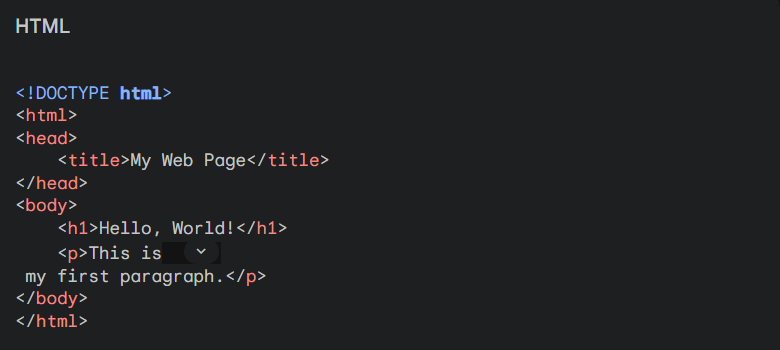 HTML
<!DOCTYPE html>
<html>
<head>
    <title>My Web Page</title>
</head>
<body>
    <h1>Hello, World!</h1>
    <p>This is
 my first paragraph.</p>
</body>
</html>